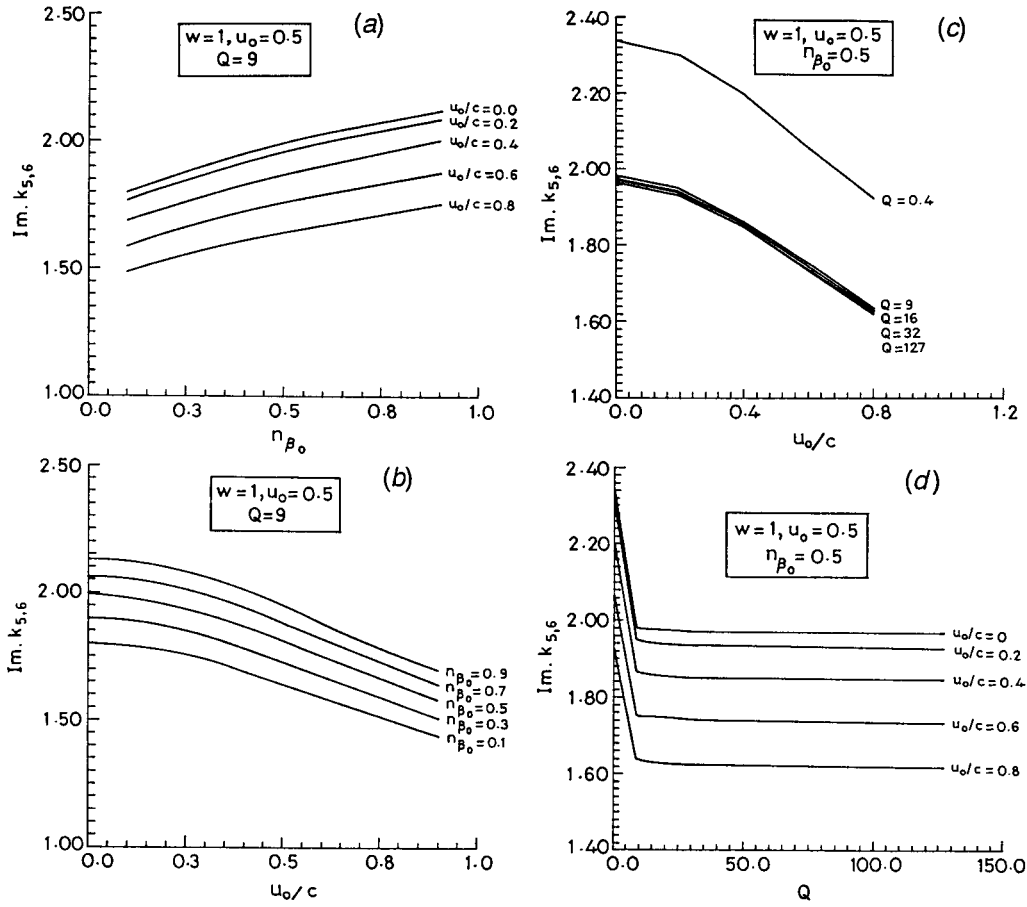 (a)
w=1, u₀=0.5
Q=9
2.50
2.00
1.50
1.00
Im. k₅,₆
u₀/c=0.0
u₀/c=0.2
u₀/c=0.4
u₀/c=0.6
u₀/c=0.8
0.0 0.3 0.5 0.8 1.0
n_β₀
(c)
w=1, u₀=0.5
n_β₀=0.5
2.40
2.20
2.00
1.80
1.60
1.40
Im. k₅,₆
Q=0.4
Q=9
Q=16
Q=32
Q=127
0.0 0.4 0.8 1.2
u₀/c
(b)
w=1, u₀=0.5
Q=9
2.50
2.00
1.50
1.00
Im. k₅,₆
n_β₀=0.9
n_β₀=0.7
n_β₀=0.5
n_β₀=0.3
n_β₀=0.1
0.0 0.3 0.5 0.8 1.0
u₀/c
(d)
w=1, u₀=0.5
n_β₀=0.5
2.40
2.20
2.00
1.80
1.60
1.40
Im. k₅,₆
u₀/c=0
u₀/c=0.2
u₀/c=0.4
u₀/c=0.6
u₀/c=0.8
0.0 50.0 100.0 150.0
Q